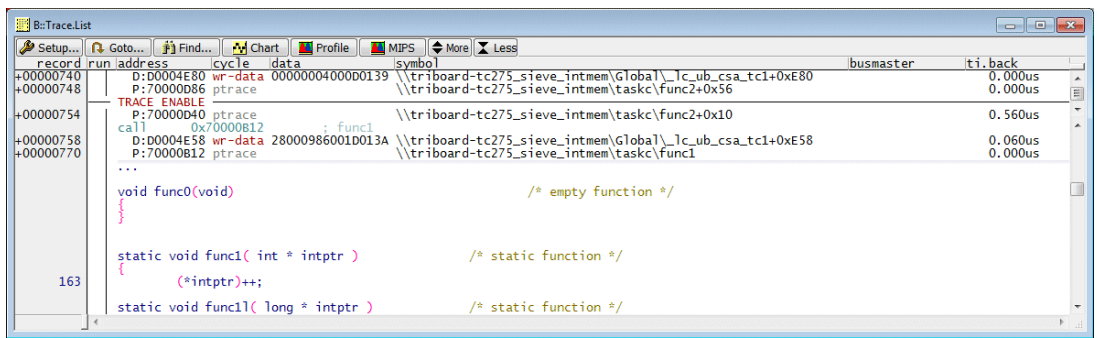 B::Trace.List
Setup... Goto... Find... Chart Profile MIPS More Less
record run address cycle data symbol busmaster ti.back
+00000740 D:D0004E80 wr-data 00000004000D0139 \\triboard-tc275_sieve_intmem\Global\_lc_ub_csa_tc1+0xE80 0.000us
+00000748 P:70000D86 ptrace \\triboard-tc275_sieve_intmem\taskc\func2+0x56 0.000us
TRACE ENABLE
+00000754 P:70000D40 ptrace \\triboard-tc275_sieve_intmem\taskc\func2+0x10 0.560us
call 0x70000B12 ; func1
+00000758 D:D0004E58 wr-data 28000986001D013A \\triboard-tc275_sieve_intmem\Global\_lc_ub_csa_tc1+0xE58 0.060us
+00000770 P:70000B12 ptrace \\triboard-tc275_sieve_intmem\taskc\func1 0.000us
...
void func0(void) /* empty function */
{
}
static void func1( int * intptr ) /* static function */
{
163 (*intptr)++;
static void func1l( long * intptr ) /* static function */